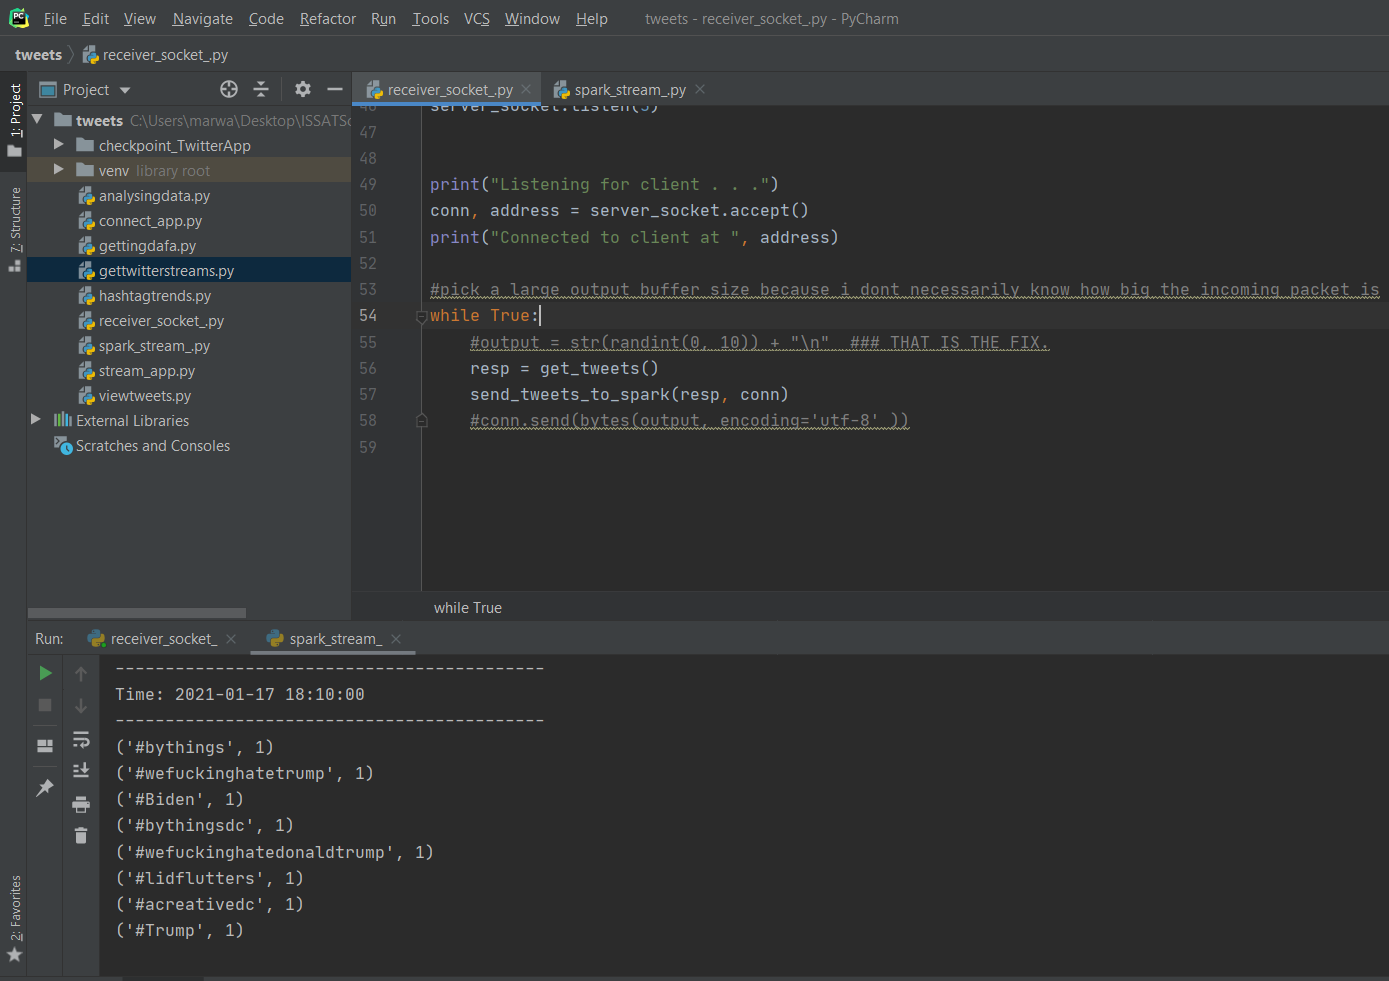 File Edit View Navigate Code Refactor Run Tools VCS Window Help tweets - receiver_socket_.py - PyCharm
tweets receiver_socket_.py
1: Project
7: Structure
2: Favorites
Project
tweets C:\Users\marwa\Desktop\ISSATSo
checkpoint_TwitterApp
venv library root
analysingdata.py
connect_app.py
gettingdafa.py
gettwitterstreams.py
hashtagtrends.py
receiver_socket_.py
spark_stream_.py
stream_app.py
viewtweets.py
External Libraries
Scratches and Consoles
receiver_socket_.py spark_stream_.py
46 server_socket.listen(5)
47
48
49 print("Listening for client . . .")
50 conn, address = server_socket.accept()
51 print("Connected to client at ", address)
52
53 #pick a large output buffer size because i dont necessarily know how big the incoming packet is
54 while True:
55 #output = str(randint(0, 10)) + "\n" ### THAT IS THE FIX.
56 resp = get_tweets()
57 send_tweets_to_spark(resp, conn)
58 #conn.send(bytes(output, encoding='utf-8' ))
59
while True
Run: receiver_socket_ spark_stream_
-------------------------------------------
Time: 2021-01-17 18:10:00
-------------------------------------------
('#bythings', 1)
('#wefuckinghatetrump', 1)
('#Biden', 1)
('#bythingsdc', 1)
('#wefuckinghatedonaldtrump', 1)
('#lidflutters', 1)
('#acreativedc', 1)
('#Trump', 1)